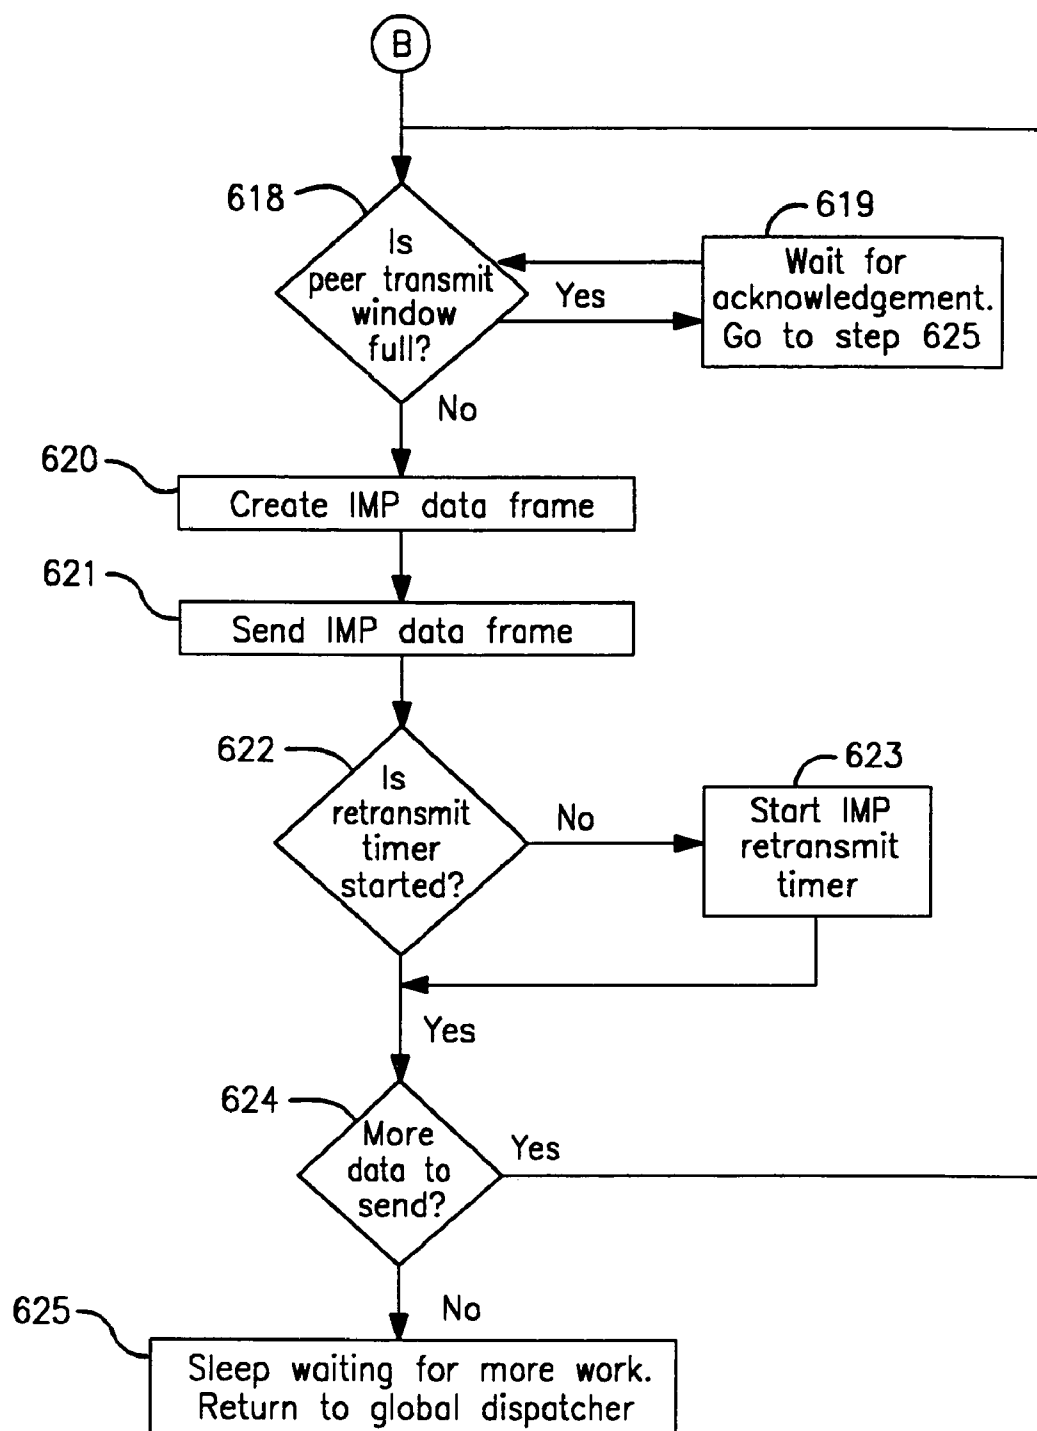 B
618
Is
peer transmit
window
full?
Yes
619
Wait for
acknowledgement.
Go to step 625
No
620
Create IMP data frame
621
Send IMP data frame
622
Is
retransmit
timer
started?
No
623
Start IMP
retransmit
timer
Yes
624
More
data to
send?
Yes
No
625
Sleep waiting for more work.
Return to global dispatcher